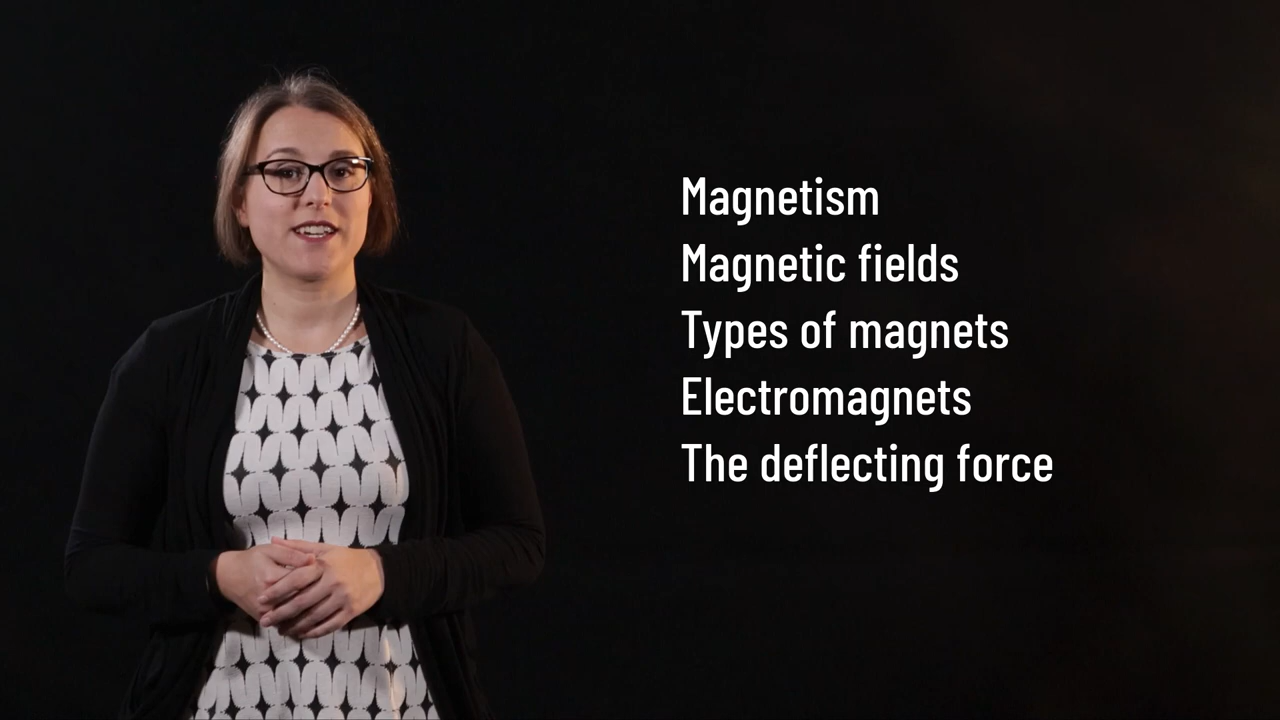 Magnetism
Magnetic fields
Types of magnets
Electromagnets
The deflecting force